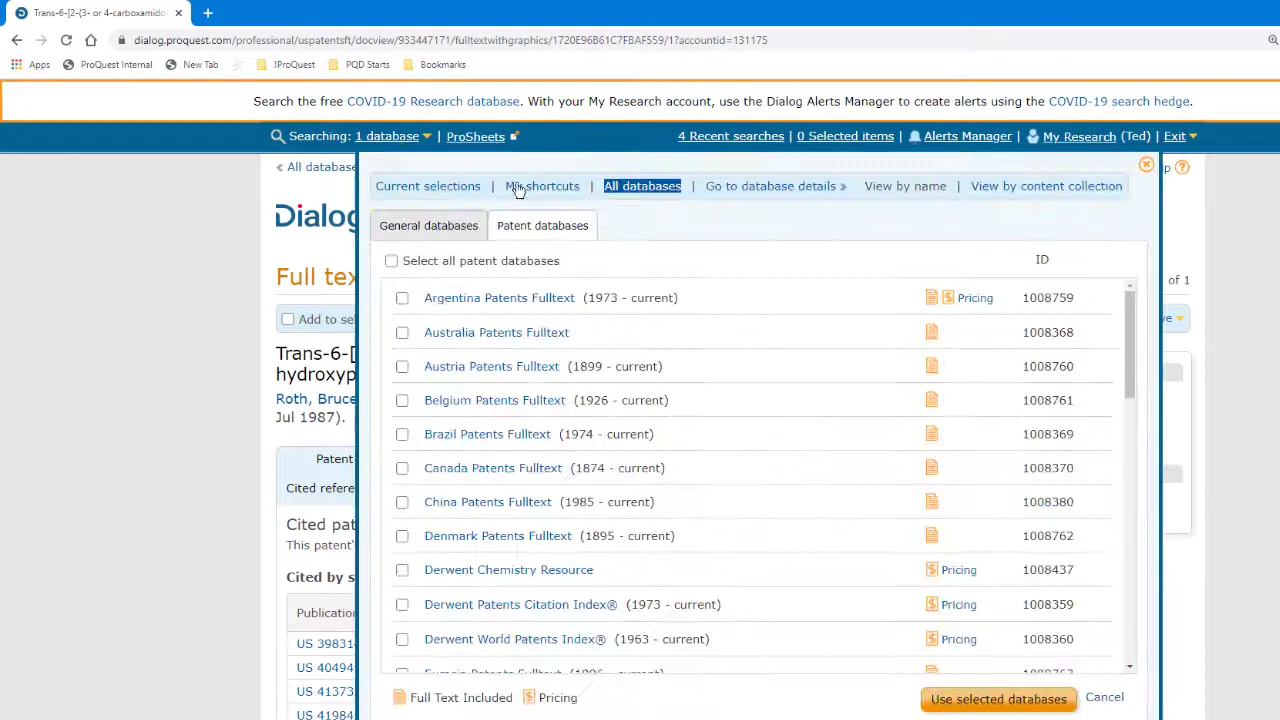 Trans-6-[2-(3- or 4-carboxamido
dialog.proquest.com/professional/uspatentsft/docview/933447171/fulltextwithgraphics/1720E96B61C7FBAF559/1?accountid=131175
Apps ProQuest Internal New Tab !ProQuest PQD Starts Bookmarks
Search the free COVID-19 Research database. With your My Research account, use the Dialog Alerts Manager to create alerts using the COVID-19 search hedge.
Searching: 1 database | ProSheets 4 Recent searches | 0 Selected items | Alerts Manager | My Research (Ted) | Exit
« All database
Current selections | My shortcuts | All databases | Go to database details » View by name | View by content collection
Dialog
General databases Patent databases
Select all patent databases ID
Full tex
of 1
Argentina Patents Fulltext (1973 - current) Pricing 1008759
Add to se
Australia Patents Fulltext 1008368
Trans-6-[
hydroxyp
Austria Patents Fulltext (1899 - current) 1008760
Roth, Bruce
Belgium Patents Fulltext (1926 - current) 1008761
Jul 1987).
Brazil Patents Fulltext (1974 - current) 1008369
Patent
Canada Patents Fulltext (1874 - current) 1008370
Cited refere
China Patents Fulltext (1985 - current) 1008380
Cited pat
Denmark Patents Fulltext (1895 - current) 1008762
This patent'
Derwent Chemistry Resource Pricing 1008437
Cited by s
Derwent Patents Citation Index® (1973 - current) Pricing 1008359
Publication
Derwent World Patents Index® (1963 - current) Pricing 1008360
US 39831
US 40494
US 41373
Full Text Included Pricing Use selected databases Cancel
US 41984